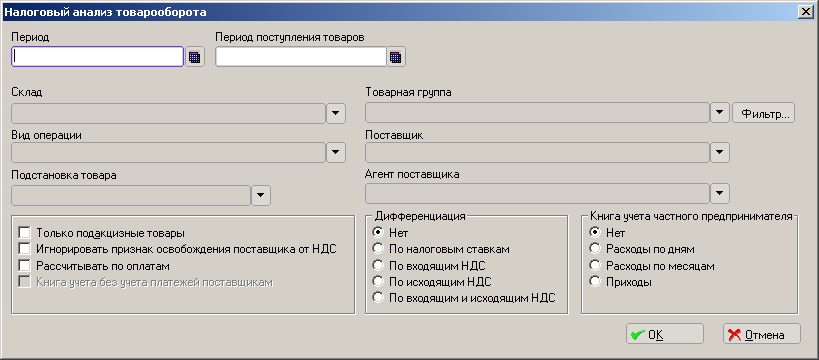 Налоговый анализ товарооборота
Период
Период поступления товаров
Склад
Товарная группа
Фильтр...
Вид операции
Поставщик
Подстановка товара
Агент поставщика
Только подакцизные товары
Игнорировать признак освобождения поставщика от НДС
Рассчитывать по оплатам
Книга учета без учета платежей поставщикам
Дифференциация
Нет
По налоговым ставкам
По входящим НДС
По исходящим НДС
По входящим и исходящим НДС
Книга учета частного предпринимателя
Нет
Расходы по дням
Расходы по месяцам
Приходы
OK
Отмена